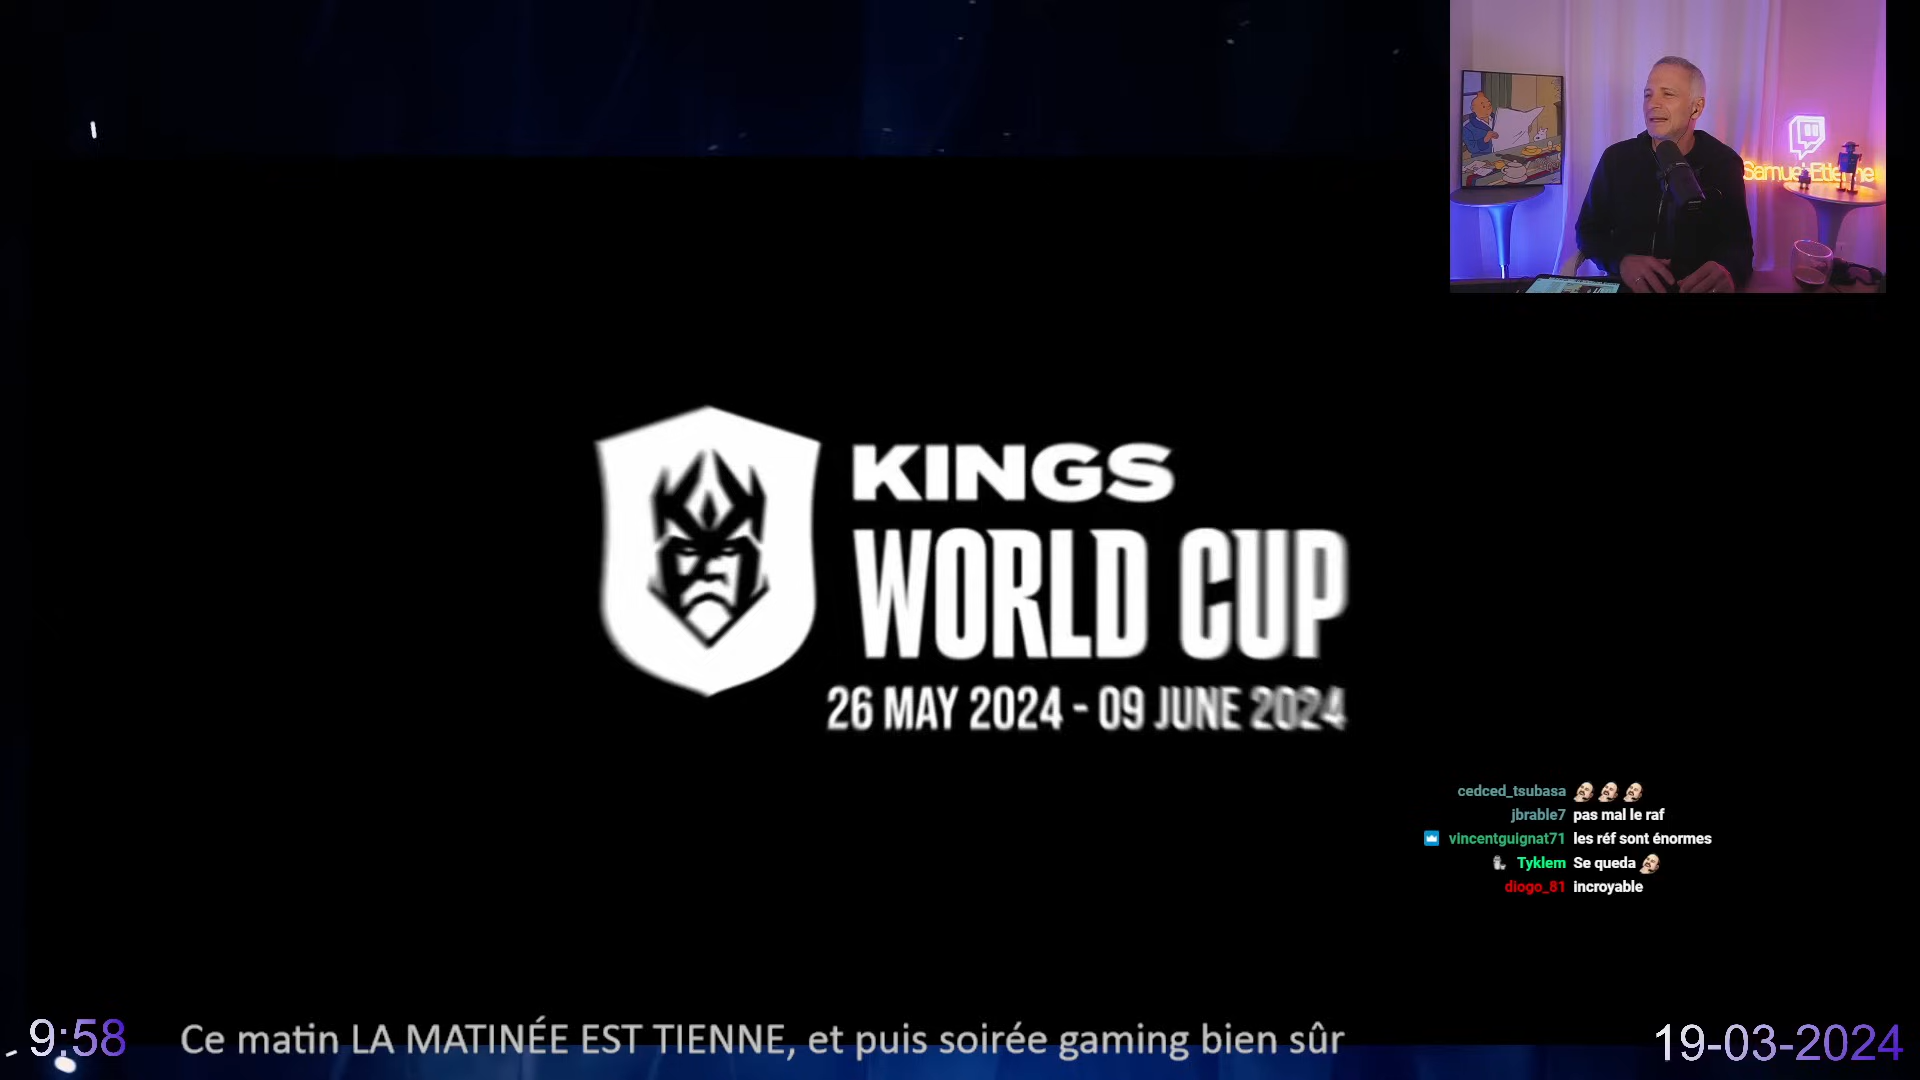 Samuel Etienne
KINGS
WORLD CUP
26 MAY 2024 - 09 JUNE 2024
cedced_tsubasa
jbrable7 pas mal le raf
vincentguignat71 les réf sont énormes
Tyklem Se queda
diogo_81 incroyable
9:58 Ce matin LA MATINÉE EST TIENNE, et puis soirée gaming bien sûr 19-03-2024